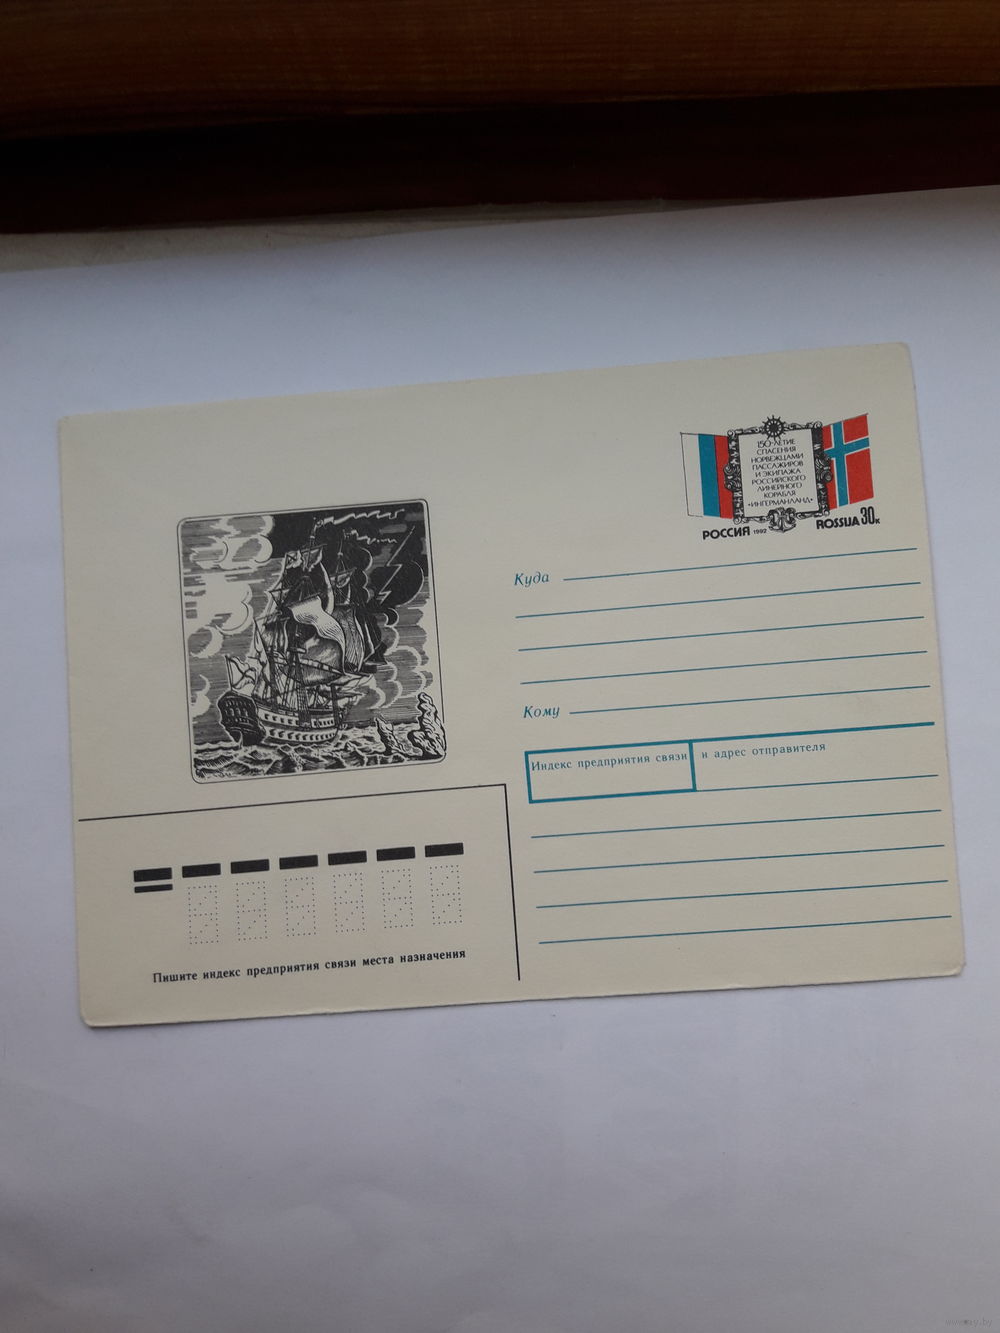 150-ЛЕТИЕ
СПАСЕНИЯ
НОРВЕЖЦАМИ
ПАССАЖИРОВ
И ЭКИПАЖА
РОССИЙСКОГО
ЛИНЕЙНОГО
КОРАБЛЯ
«ИНГЕРМАНЛАНД»
РОССИЯ 1992 ROSSIJA 30к
Куда
Кому
Индекс предприятия связи и адрес отправителя
Пишите индекс предприятия связи места назначения